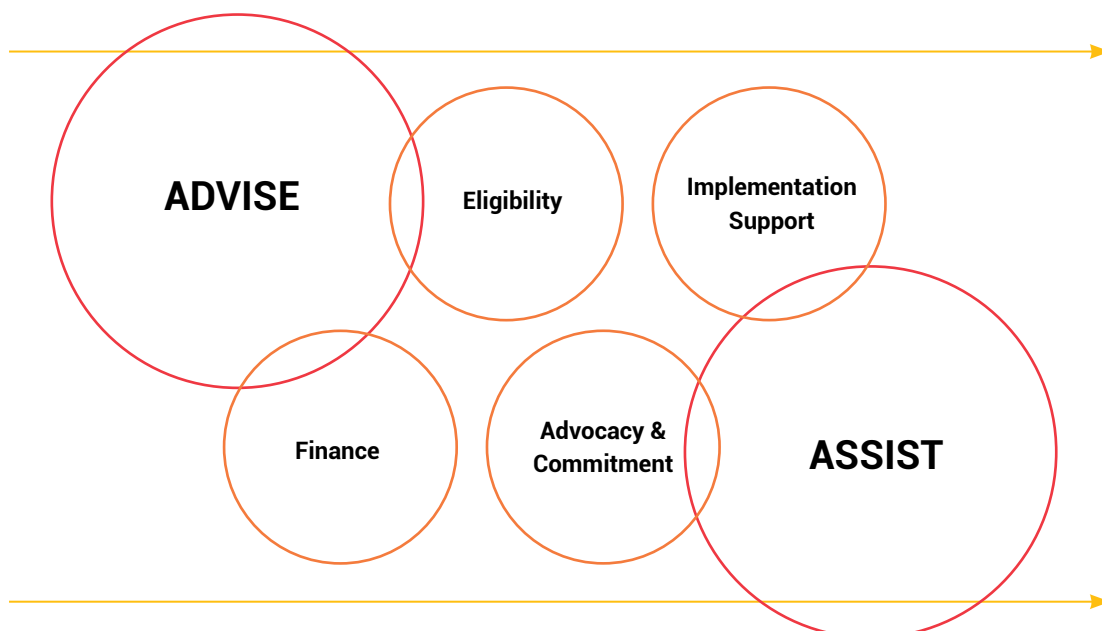 ADVISE
Eligibility
Implementation
Support
Finance
Advocacy &
Commitment
ASSIST